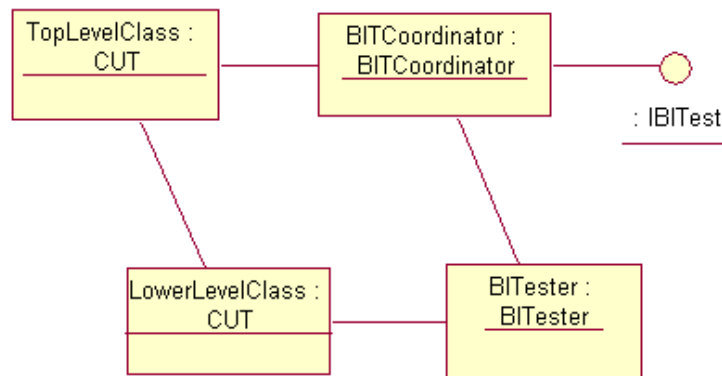 TopLevelClass :
CUT
BITCoordinator :
BITCoordinator
: IBITest
LowerLevelClass :
CUT
BITester :
BITester